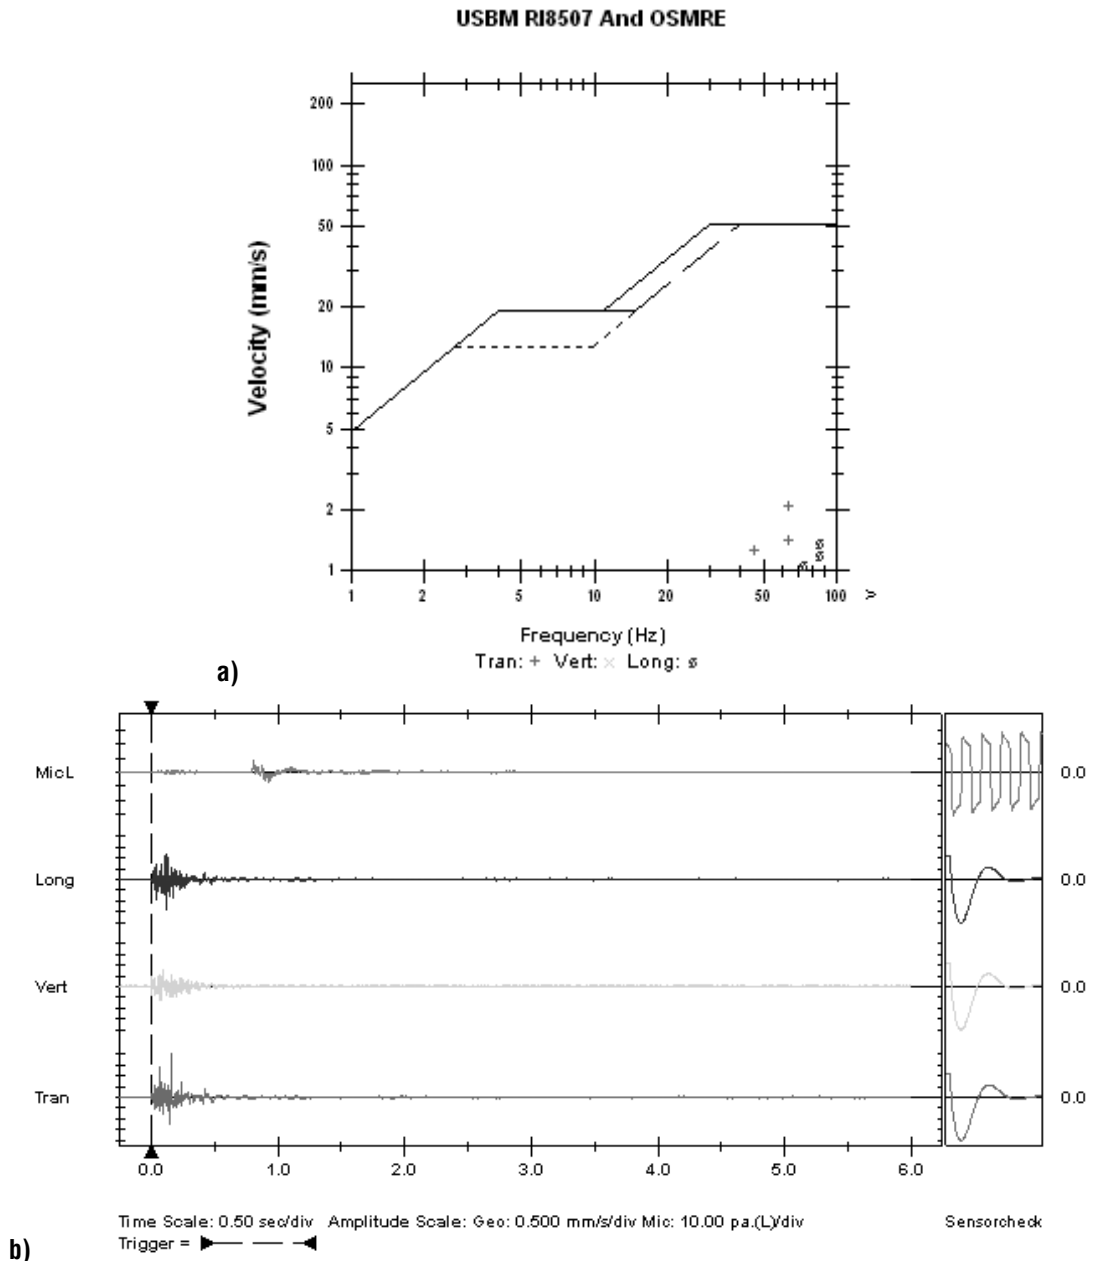 USBM RI8507 And OSMRE
200
100
50
20
10
5
2
1
Velocity (mm/s)
1 2 5 10 20 50 100 >
Frequency (Hz)
Tran: + Vert: × Long: ø
a)
MicL 0.0
Long 0.0
Vert 0.0
Tran 0.0
0.0 1.0 2.0 3.0 4.0 5.0 6.0
Time Scale: 0.50 sec/div Amplitude Scale: Geo: 0.500 mm/s/div Mic: 10.00 pa.(L)/div Sensorcheck
Trigger =
b)